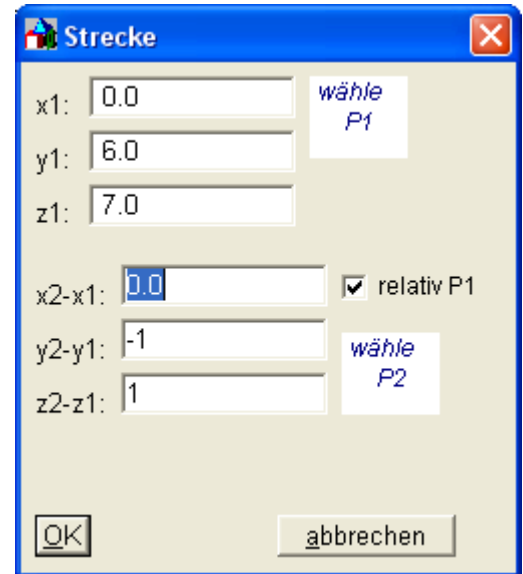 Strecke
x1: 0.0
wähle
P1
y1: 6.0
z1: 7.0
x2-x1: 0.0
relativ P1
y2-y1: -1
wähle
P2
z2-z1: 1
OK
abbrechen